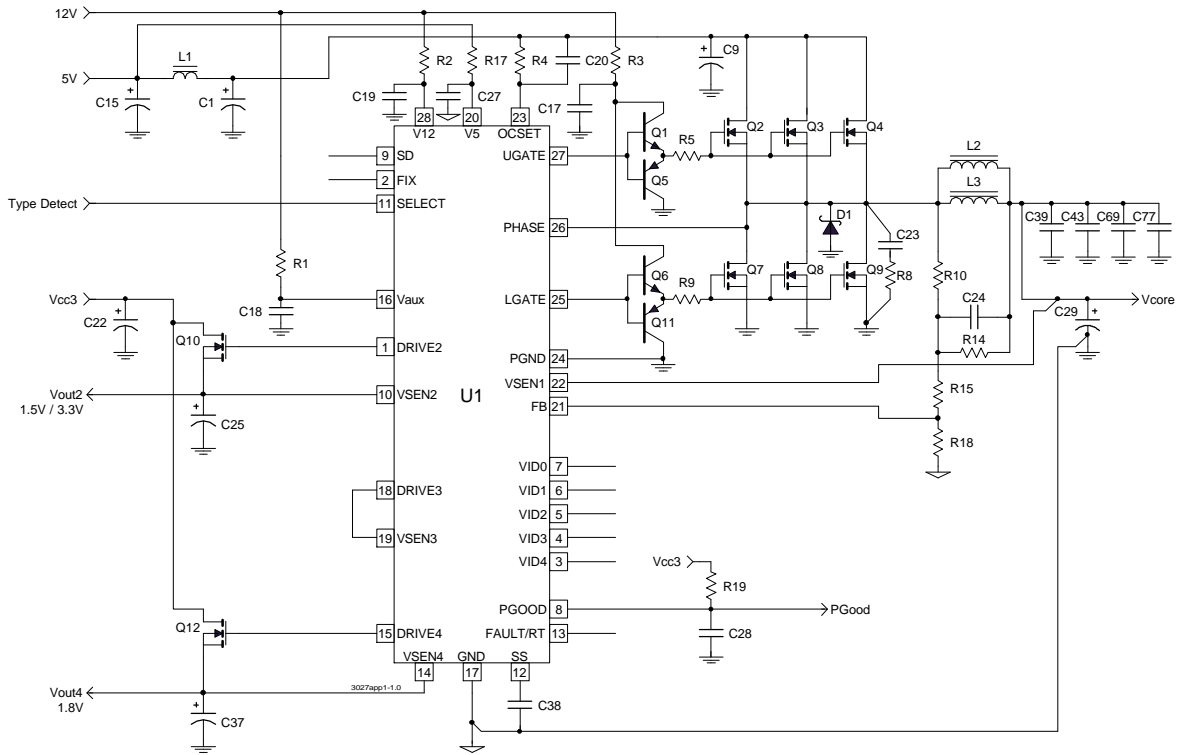 12V
5V
L1
C15
C1
R2
R17
R4
C20
R3
C9
C19
C27
C17
28
20
23
V12
V5
OCSET
9
SD
2
FIX
11
SELECT
Type Detect
UGATE
27
Q1
Q5
R5
Q2
Q3
Q4
L2
L3
PHASE
26
D1
C23
R8
C39
C43
C69
C77
R1
C18
16
Vaux
LGATE
25
Q6
Q11
R9
Q7
Q8
Q9
R10
C24
R14
Vcc3
C22
Q10
1
DRIVE2
PGND
24
C29
Vcore
Vout2
1.5V / 3.3V
10
VSEN2
U1
VSEN1
22
FB
21
R15
R18
C25
18
DRIVE3
19
VSEN3
VID0
7
VID1
6
VID2
5
VID3
4
VID4
3
Vcc3
R19
PGOOD
8
PGood
C28
Q12
15
DRIVE4
FAULT/RT
13
VSEN4
GND
SS
14
17
12
3027app1-1.0
Vout4
1.8V
C37
C38